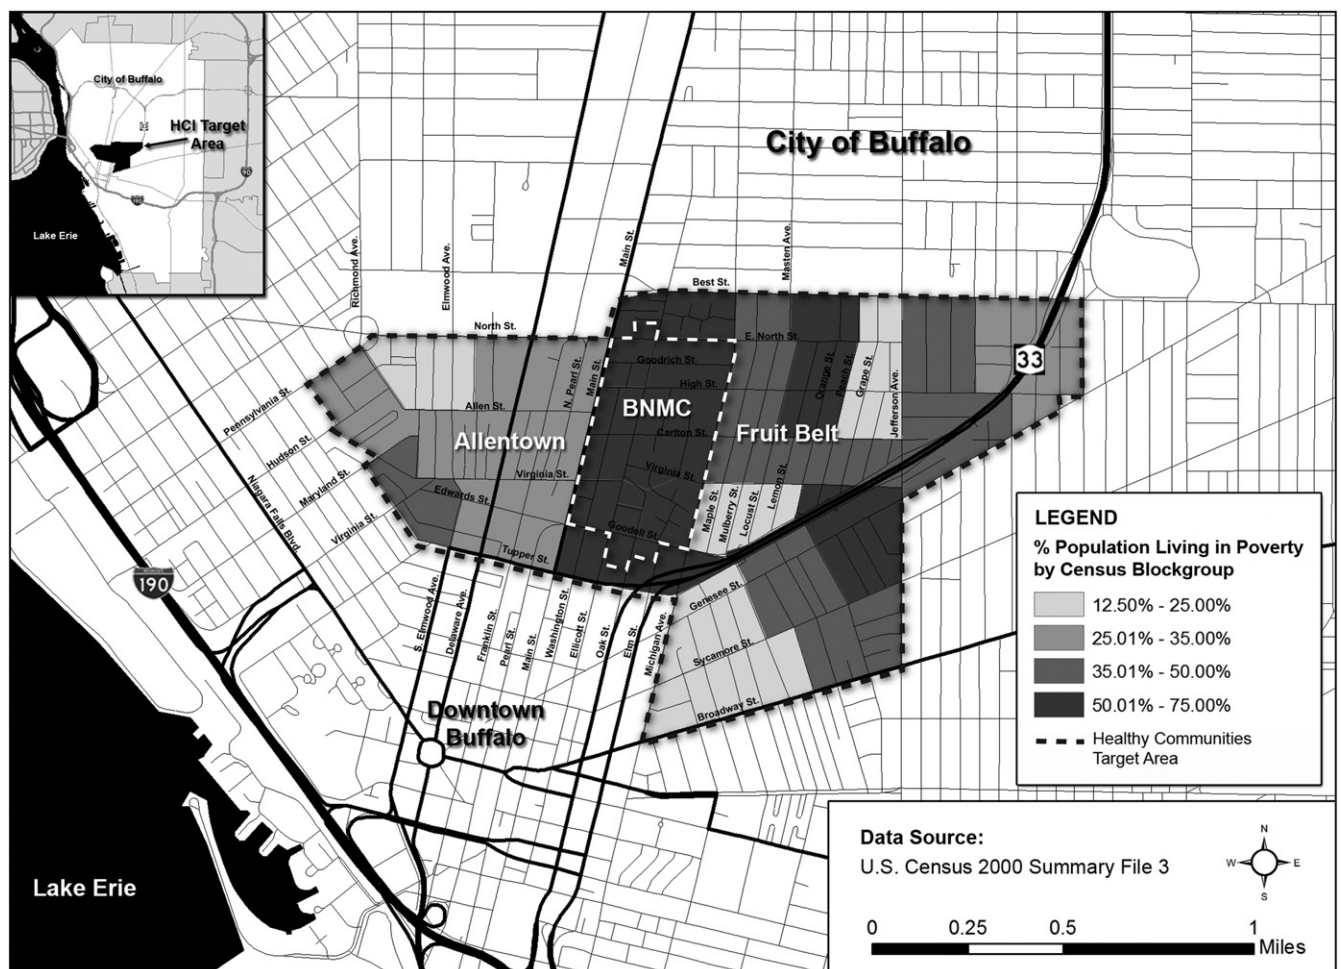 City of Buffalo
HCI Target
Area
90
190
Lake Erie
City of Buffalo
Richmond Ave.
Elmwood Ave.
Main St.
Masten Ave.
Best St.
North St.
E. North St.
N. Pearl St.
Main St.
Goodrich St.
High St.
Orange St.
Peach St.
Grape St.
Jefferson Ave.
33
Pennsylvania St.
Allen St.
BNMC
Allentown
Carlton St.
Fruit Belt
Hudson St.
Maryland St.
Virginia St.
Niagara Falls Blvd.
Virginia St.
Virginia St.
Edwards St.
Goodell St.
Maple St.
Mulberry St.
Locust St.
Lemon St.
Tupper St.
190
S. Elmwood Ave.
Delaware Ave.
Franklin St.
Pearl St.
Main St.
Washington St.
Ellicott St.
Oak St.
Elm St.
Michigan Ave.
Genesee St.
Sycamore St.
Broadway St.
Downtown
Buffalo
Lake Erie
LEGEND
% Population Living in Poverty
by Census Blockgroup
12.50% - 25.00%
25.01% - 35.00%
35.01% - 50.00%
50.01% - 75.00%
Healthy Communities
Target Area
Data Source:
U.S. Census 2000 Summary File 3
N
W E
S
0 0.25 0.5 1
Miles